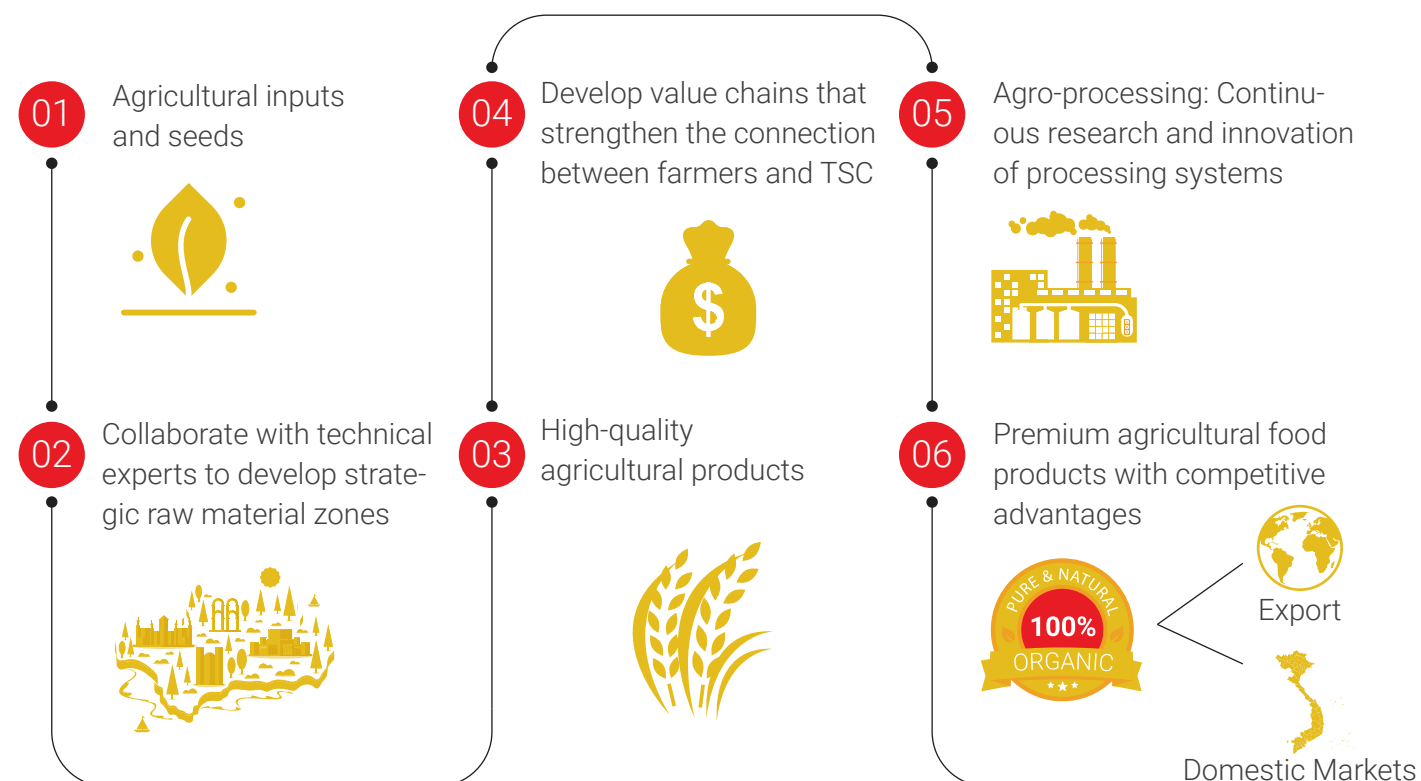 01
Agricultural inputs
and seeds
02
Collaborate with technical
experts to develop strate-
gic raw material zones
03
High-quality
agricultural products
04
Develop value chains that
strengthen the connection
between farmers and TSC
$
05
Agro-processing: Continu-
ous research and innovation
of processing systems
06
Premium agricultural food
products with competitive
advantages
PURE & NATURAL
100%
ORGANIC
Export
Domestic Markets